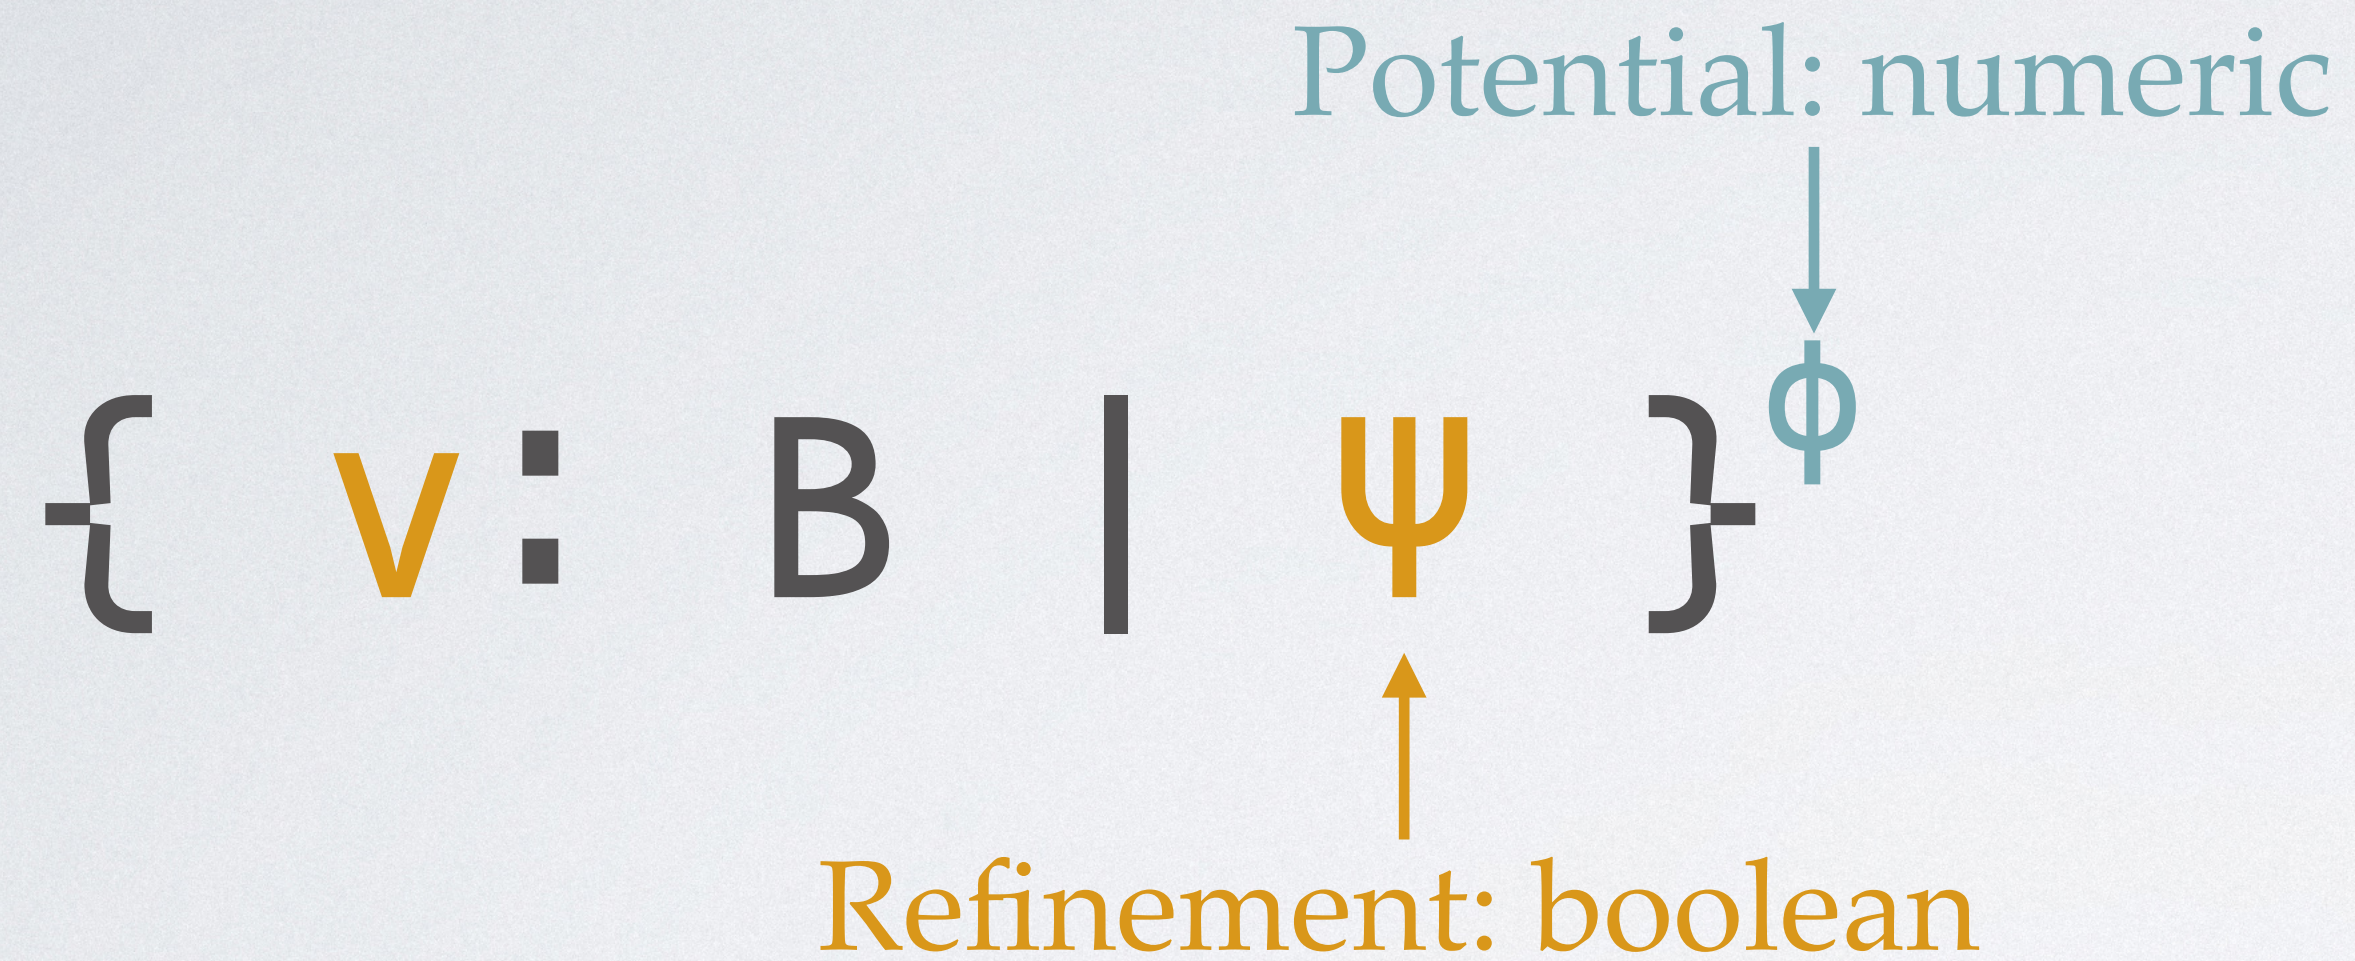 Potential: numeric
{ v: B | ψ }ϕ
Refinement: boolean